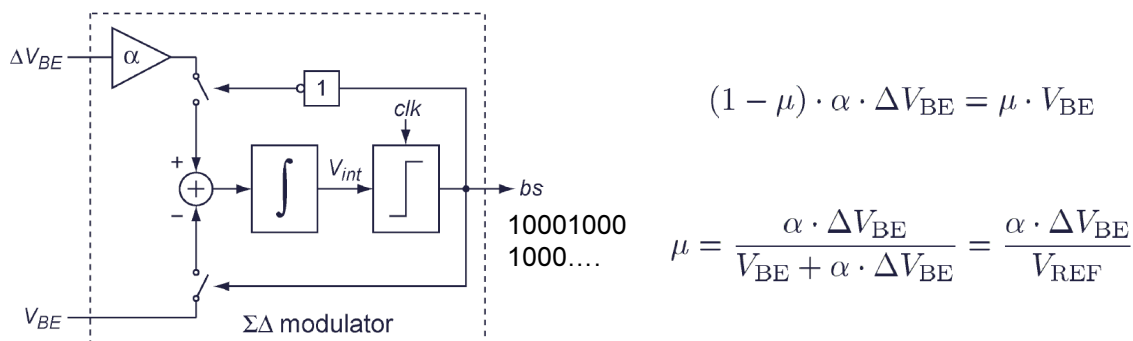 ΔV_BE
α
1
clk
+
+
∫
V_int
bs
−
10001000
1000....
V_BE
ΣΔ modulator
(1 − μ) · α · ΔV_BE = μ · V_BE
μ = α · ΔV_BE / (V_BE + α · ΔV_BE) = α · ΔV_BE / V_REF